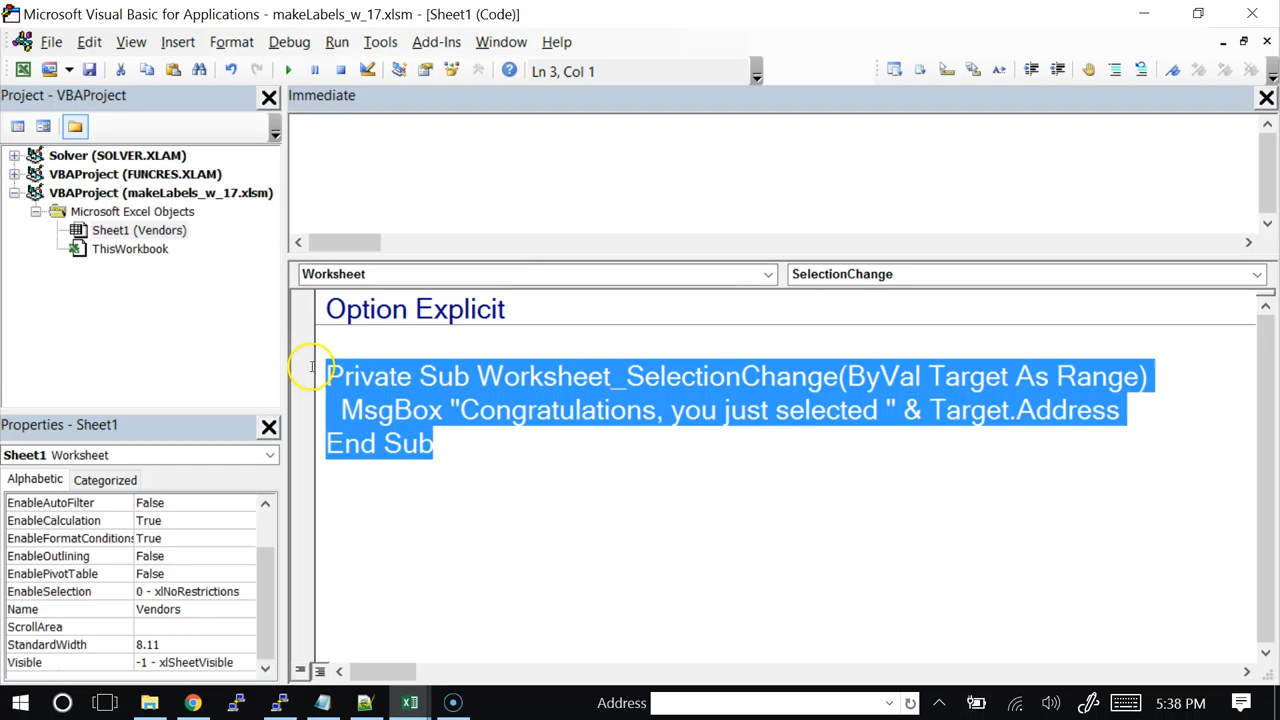 Microsoft Visual Basic for Applications - makeLabels_w_17.xlsm - [Sheet1 (Code)]
File Edit View Insert Format Debug Run Tools Add-Ins Window Help
Ln 3, Col 1
Project - VBAProject
Immediate
Solver (SOLVER.XLAM)
VBAProject (FUNCRES.XLAM)
VBAProject (makeLabels_w_17.xlsm)
Microsoft Excel Objects
Sheet1 (Vendors)
ThisWorkbook
Worksheet
SelectionChange
Option Explicit
Private Sub Worksheet_SelectionChange(ByVal Target As Range)
MsgBox "Congratulations, you just selected " & Target.Address
End Sub
Properties - Sheet1
Sheet1 Worksheet
Alphabetic Categorized
EnableAutoFilter False
EnableCalculation True
EnableFormatConditions True
EnableOutlining False
EnablePivotTable False
EnableSelection 0 - xlNoRestrictions
Name Vendors
ScrollArea
StandardWidth 8.11
Visible -1 - xlSheetVisible
Address
5:38 PM